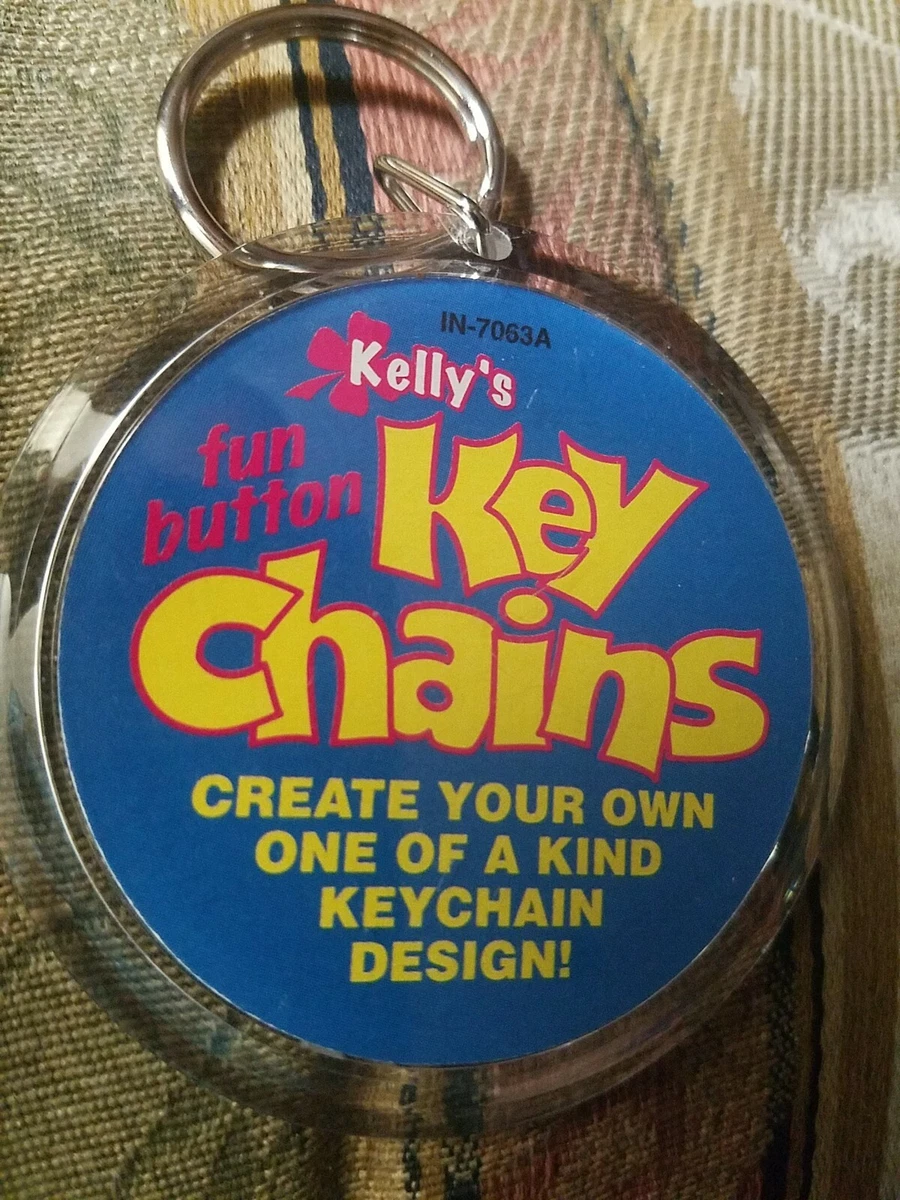 IN-7063A
Kelly's
fun
button
Key
Chains
CREATE YOUR OWN
ONE OF A KIND
KEYCHAIN
DESIGN!